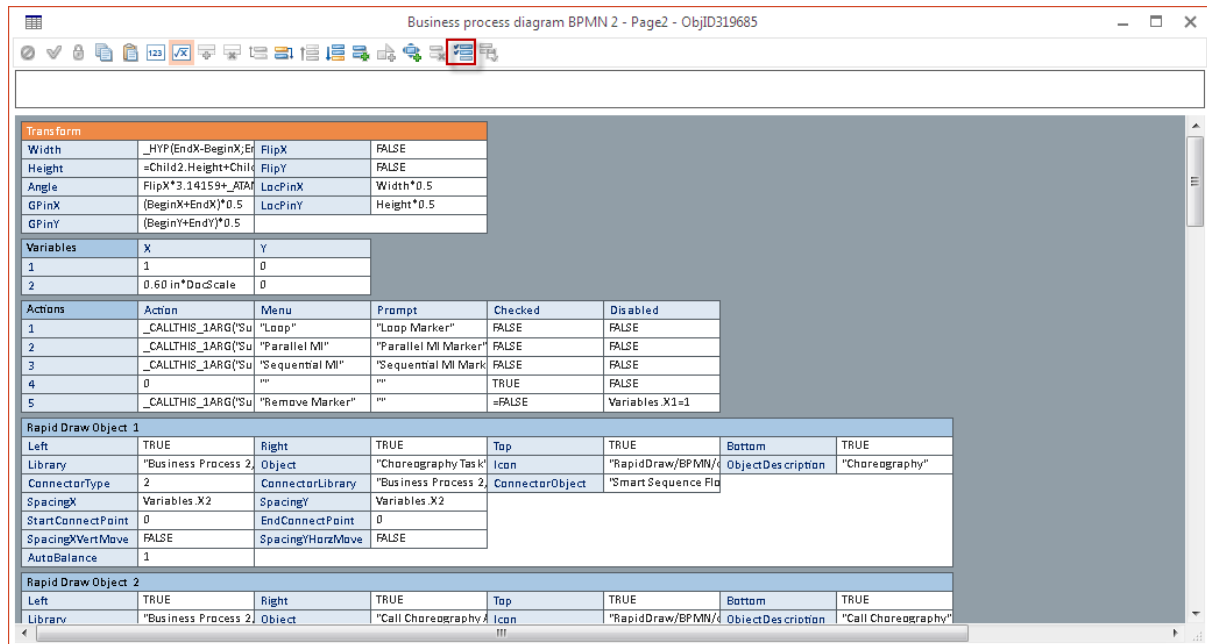 Business process diagram BPMN 2 - Page2 - ObjID319685
123
Transform
Width _HYP(EndX-BeginX;En FlipX FALSE
Height =Child2.Height+Child FlipY FALSE
Angle FlipX*3.14159+_ATAN LocPinX Width*0.5
GPinX (BeginX+EndX)*0.5 LocPinY Height*0.5
GPinY (BeginY+EndY)*0.5
Variables X Y
1 1 0
2 0.60 in*DocScale 0
Actions Action Menu Prompt Checked Disabled
1 _CALLTHIS_1ARG("Su "Loop" "Loop Marker" FALSE FALSE
2 _CALLTHIS_1ARG("Su "Parallel MI" "Parallel MI Marker" FALSE FALSE
3 _CALLTHIS_1ARG("Su "Sequential MI" "Sequential MI Mark FALSE FALSE
4 0 "" "" TRUE FALSE
5 _CALLTHIS_1ARG("Su "Remove Marker" "" =FALSE Variables.X1=1
Rapid Draw Object 1
Left TRUE Right TRUE Top TRUE Bottom TRUE
Library "Business Process 2, Object "Choreography Task" Icon "RapidDraw/BPMN/c ObjectDescription "Choreography"
ConnectorType 2 ConnectorLibrary "Business Process 2, ConnectorObject "Smart Sequence Flo
SpacingX Variables.X2 SpacingY Variables.X2
StartConnectPoint 0 EndConnectPoint 0
SpacingXVertMove FALSE SpacingYHorzMove FALSE
AutoBalance 1
Rapid Draw Object 2
Left TRUE Right TRUE Top TRUE Bottom TRUE
Library "Business Process 2, Object "Call Choreography A Icon "RapidDraw/BPMN/c ObjectDescription "Call Choreography"